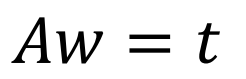 Aw = t